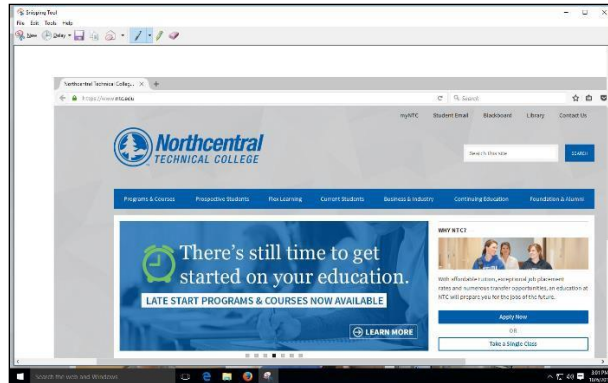 Snipping Tool
File Edit Tools Help
New Delay
Northcentral Technical Colleg...
https://www.ntc.edu
Search
myNTC Student Email Blackboard Library Contact Us
Northcentral
TECHNICAL COLLEGE
Search this site
SEARCH
Programs & Courses Prospective Students Flex Learning Current Students Business & Industry Continuing Education Foundation & Alumni
There's still time to get
started on your education.
LATE START PROGRAMS & COURSES NOW AVAILABLE
LEARN MORE
WHY NTC?
With affordable tuition, exceptional job placement
rates and numerous transfer opportunities, an education at
NTC will prepare you for the jobs of the future.
Apply Now
OR
Take a Single Class
Search the web and Windows
3:01 PM